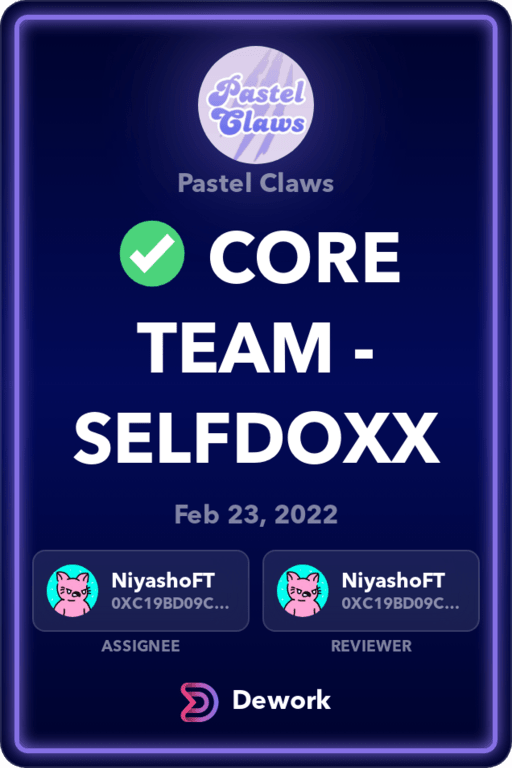 Pastel
Claws
Pastel Claws
✅ CORE
TEAM -
SELFDOXX
Feb 23, 2022
NiyashoFT
0XC19BD09C...
NiyashoFT
0XC19BD09C...
ASSIGNEE
REVIEWER
Dework